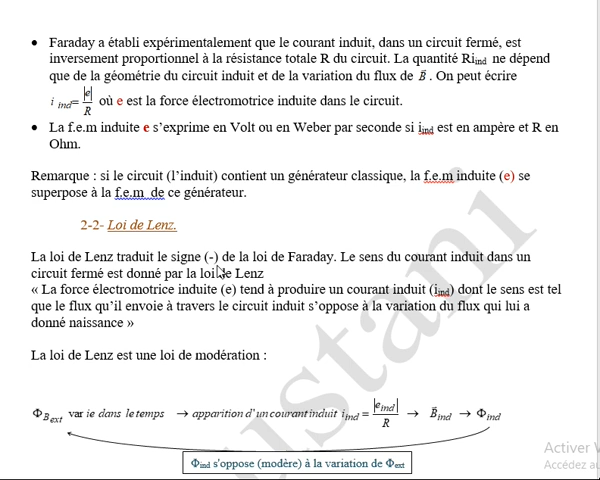 • Faraday a établi expérimentalement que le courant induit, dans un circuit fermé, est
inversement proportionnel à la résistance totale R du circuit. La quantité Ri_ind ne dépend
que de la géométrie du circuit induit et de la variation du flux de B⃗ . On peut écrire
i ind= |e|/R où e est la force électromotrice induite dans le circuit.
• La f.e.m induite e s'exprime en Volt ou en Weber par seconde si i_ind est en ampère et R en
Ohm.
Remarque : si le circuit (l'induit) contient un générateur classique, la f.e.m induite (e) se
superpose à la f.e.m de ce générateur.
2-2- Loi de Lenz.
La loi de Lenz traduit le signe (-) de la loi de Faraday. Le sens du courant induit dans un
circuit fermé est donné par la loi de Lenz
« La force électromotrice induite (e) tend à produire un courant induit (i_ind) dont le sens est tel
que le flux qu'il envoie à travers le circuit induit s'oppose à la variation du flux qui lui a
donné naissance »
La loi de Lenz est une loi de modération :
Φ_B_ext var ie dans le temps → apparition d'un courant induit i_ind = |e_ind|/R → B⃗_ind → Φ_ind
Φ_ind s'oppose (modère) à la variation de Φ_ext
Activer
Accédez au
ustani